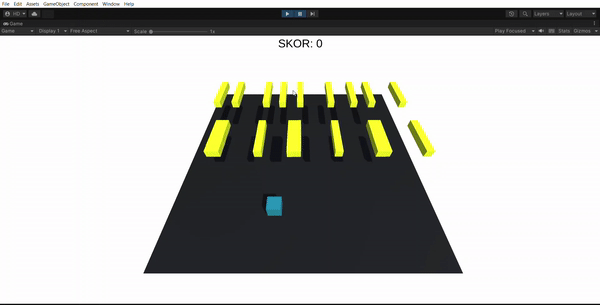 File Edit Assets GameObject Component Window Help
HD
Layers Layout
Game
Game Display 1 Free Aspect Scale 1x Play Focused Stats Gizmos
SKOR: 0